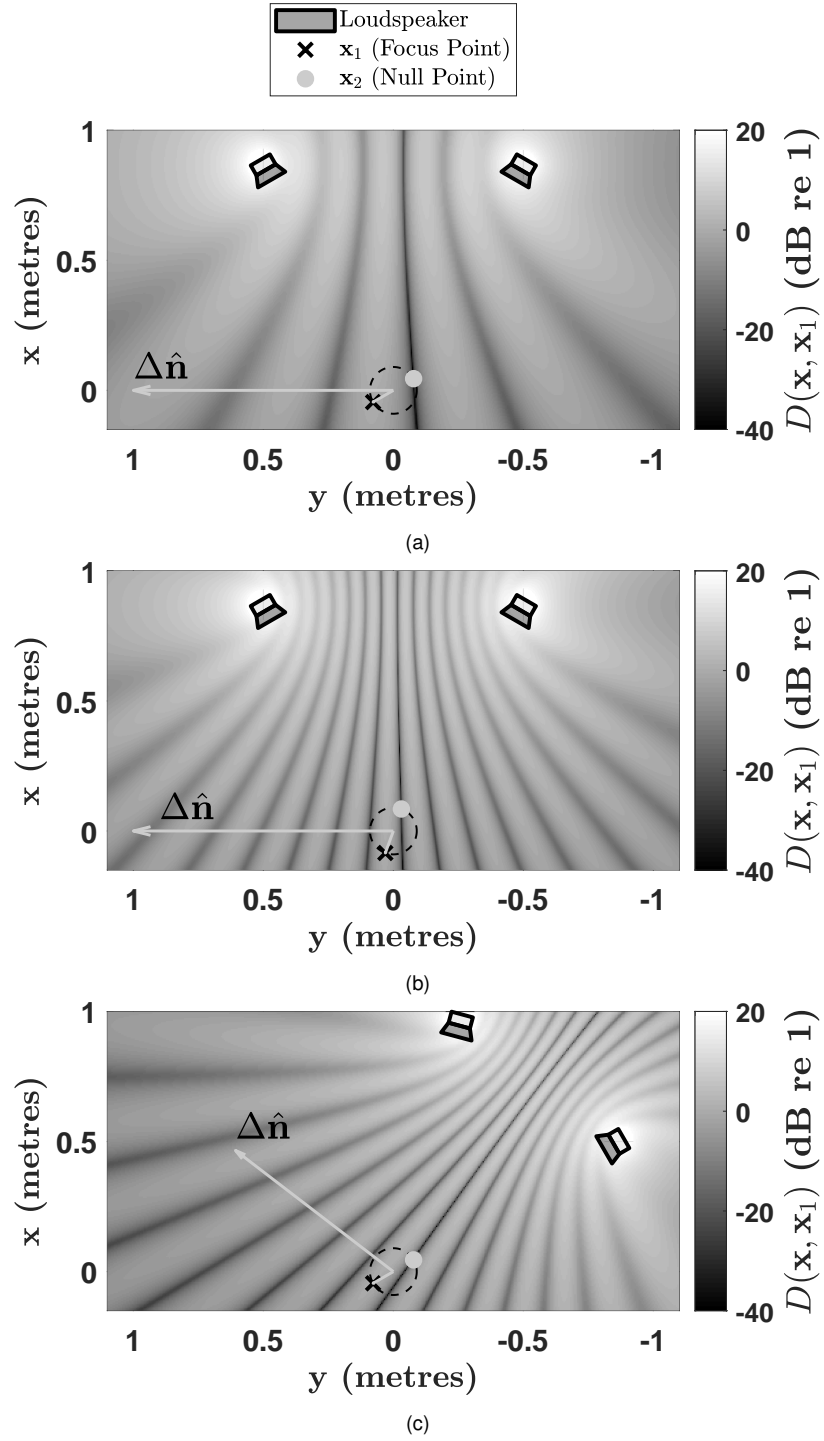 Loudspeaker
x₁ (Focus Point)
x₂ (Null Point)
1
0.5
0
x (metres)
Δn̂
1 0.5 0 -0.5 -1
y (metres)
20
0
-20
-40
D(x, x₁) (dB re 1)
(a)
1
0.5
0
x (metres)
Δn̂
1 0.5 0 -0.5 -1
y (metres)
20
0
-20
-40
D(x, x₁) (dB re 1)
(b)
1
0.5
0
x (metres)
Δn̂
1 0.5 0 -0.5 -1
y (metres)
20
0
-20
-40
D(x, x₁) (dB re 1)
(c)